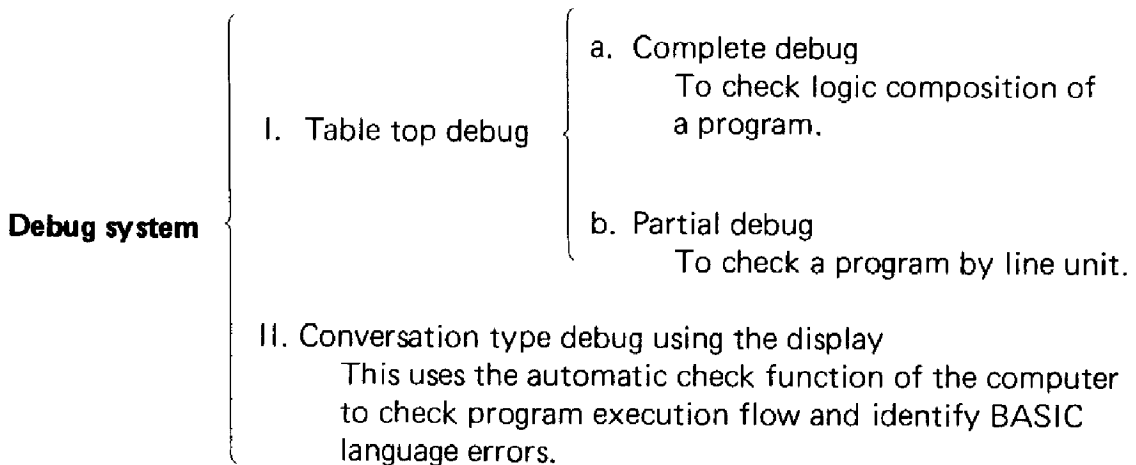 Debug system
I. Table top debug
a. Complete debug
To check logic composition of
a program.
b. Partial debug
To check a program by line unit.
II. Conversation type debug using the display
This uses the automatic check function of the computer
to check program execution flow and identify BASIC
language errors.